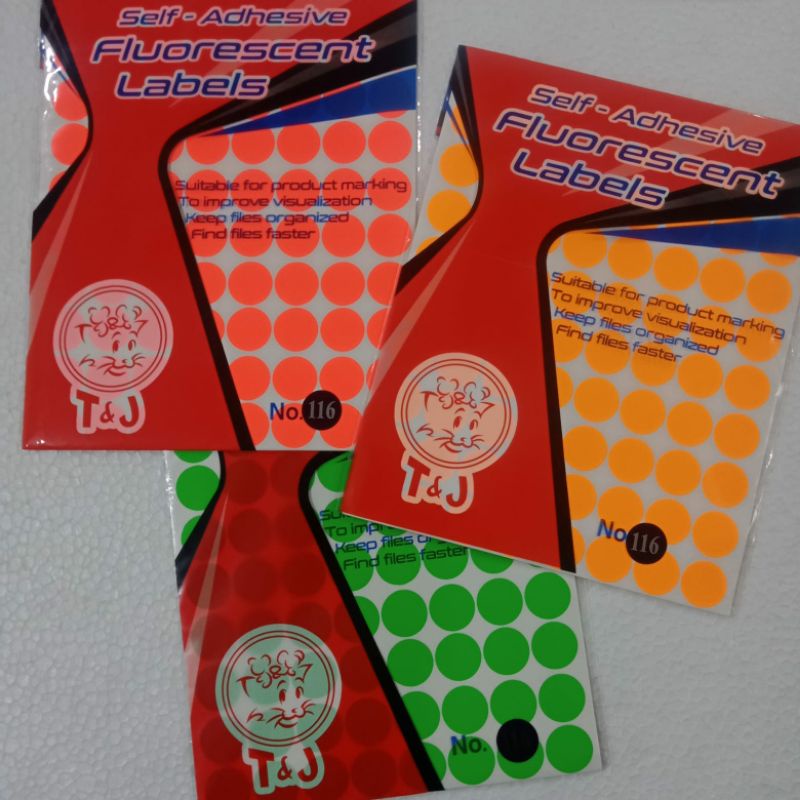 Self - Adhesive
Fluorescent
Labels
Suitable for product marking
To improve visualization
Keep files organized
Find files faster
T&J
No. 116
Self - Adhesive
Fluorescent
Labels
Suitable for product marking
To improve visualization
Keep files organized
Find files faster
T&J
No. 116
Keep files
Find files faster
T&J
No.